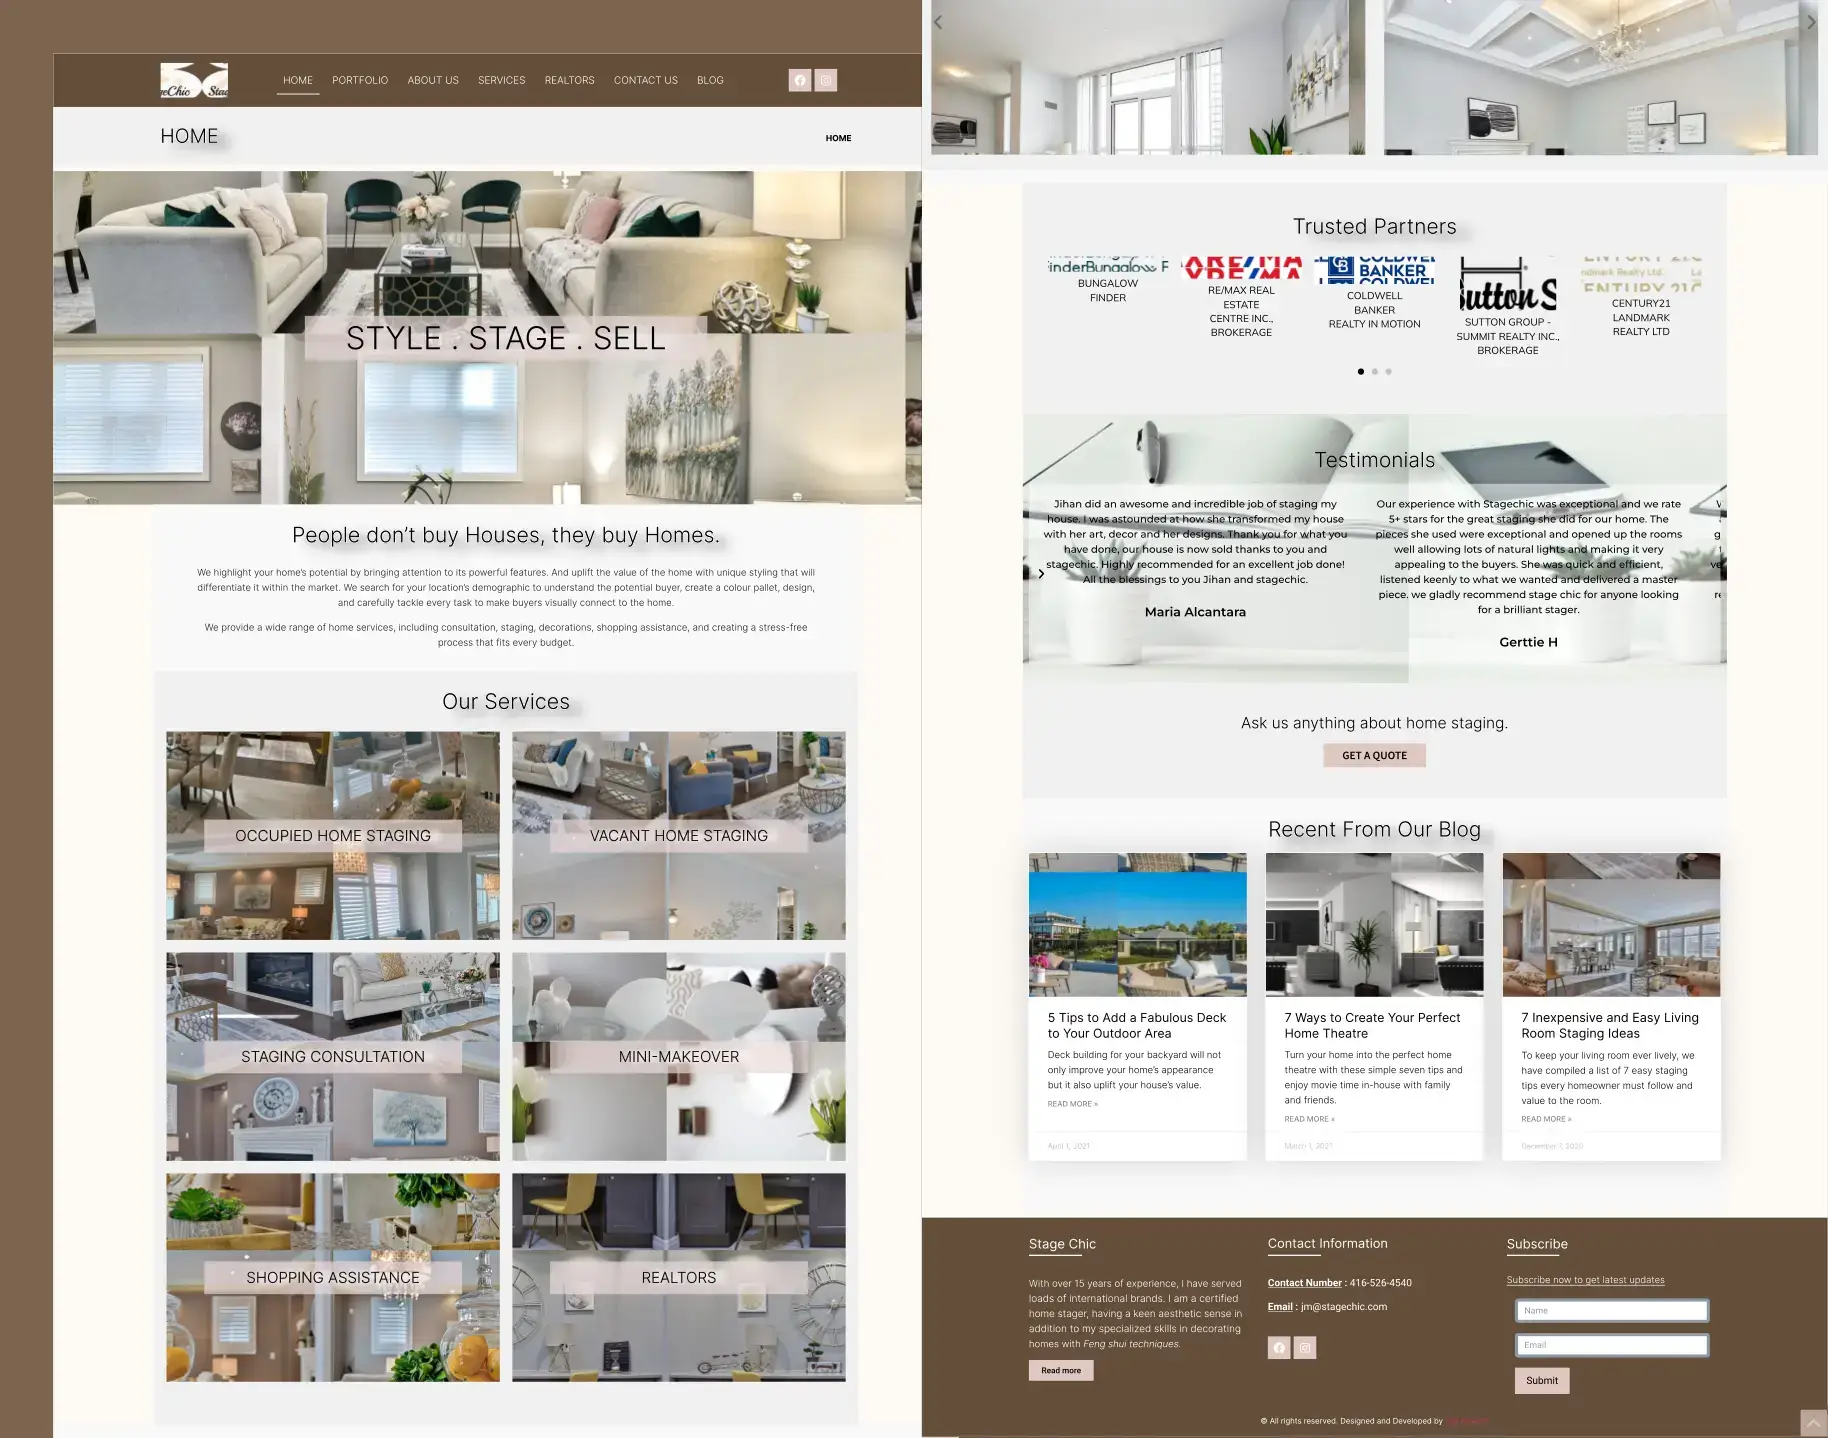 geChic Stag
HOME PORTFOLIO ABOUT US SERVICES REALTORS CONTACT US BLOG
HOME
HOME
STYLE . STAGE . SELL
People don’t buy Houses, they buy Homes.
We highlight your home’s potential by bringing attention to its powerful features. And uplift the value of the home with unique styling that will
differentiate it within the market. We search for your location’s demographic to understand the potential buyer, create a colour pallet, design,
and carefully tackle every task to make buyers visually connect to the home.
We provide a wide range of home services, including consultation, staging, decorations, shopping assistance, and creating a stress-free
process that fits every budget.
Our Services
OCCUPIED HOME STAGING
VACANT HOME STAGING
STAGING CONSULTATION
MINI-MAKEOVER
SHOPPING ASSISTANCE
REALTORS
Trusted Partners
inderBungalow F
BUNGALOW
FINDER
RE/MAX REAL
ESTATE
CENTRE INC.,
BROKERAGE
COLDWELL
BANKER
COLDWELL
COLDWELL
BANKER
REALTY IN MOTION
Sutton S
SUTTON GROUP -
SUMMIT REALTY INC.,
BROKERAGE
CENTURY 21
ndmark Realty Ltd. La
ENTURY 21 C
CENTURY21
LANDMARK
REALTY LTD
Testimonials
Jihan did an awesome and incredible job of staging my
house. I was astounded at how she transformed my house
with her art, decor and her designs. Thank you for what you
have done, our house is now sold thanks to you and
stagechic. Highly recommended for an excellent job done!
All the blessings to you Jihan and stagechic.
Maria Alcantara
Our experience with Stagechic was exceptional and we rate
5+ stars for the great staging she did for our home. The
pieces she used were exceptional and opened up the rooms
well allowing lots of natural lights and making it very
appealing to the buyers. She was quick and efficient,
listened keenly to what we wanted and delivered a master
piece. we gladly recommend stage chic for anyone looking
for a brilliant stager.
Gerttie H
Ask us anything about home staging.
GET A QUOTE
Recent From Our Blog
5 Tips to Add a Fabulous Deck
to Your Outdoor Area
Deck building for your backyard will not
only improve your home’s appearance
but it also uplift your house’s value.
READ MORE »
April 1, 2021
7 Ways to Create Your Perfect
Home Theatre
Turn your home into the perfect home
theatre with these simple seven tips and
enjoy movie time in-house with family
and friends.
READ MORE »
March 1, 2021
7 Inexpensive and Easy Living
Room Staging Ideas
To keep your living room ever lively, we
have compiled a list of 7 easy staging
tips every homeowner must follow and
value to the room.
READ MORE »
December 7, 2020
Stage Chic
With over 15 years of experience, I have served
loads of international brands. I am a certified
home stager, having a keen aesthetic sense in
addition to my specialized skills in decorating
homes with Feng shui techniques.
Read more
Contact Information
Contact Number : 416-526-4540
Email : jm@stagechic.com
Subscribe
Subscribe now to get latest updates
Name
Email
Submit
© All rights reserved. Designed and Developed by